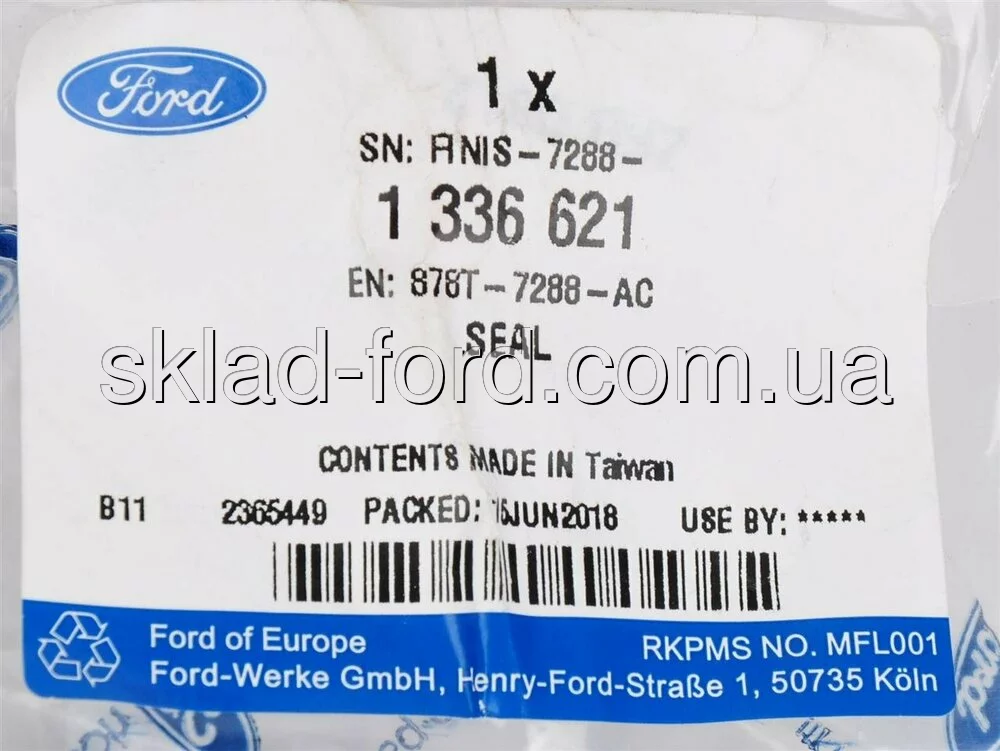 Ford
1 x
SN: FINIS-7288-
1 336 621
EN: 878T-7288-AC
SEAL
sklad-ford.com.ua
CONTENTS MADE IN Taiwan
B11 2365449 PACKED: 15JUN2018 USE BY: *****
Ford of Europe RKPMS NO. MFL001
Ford-Werke GmbH, Henry-Ford-Straße 1, 50735 Köln